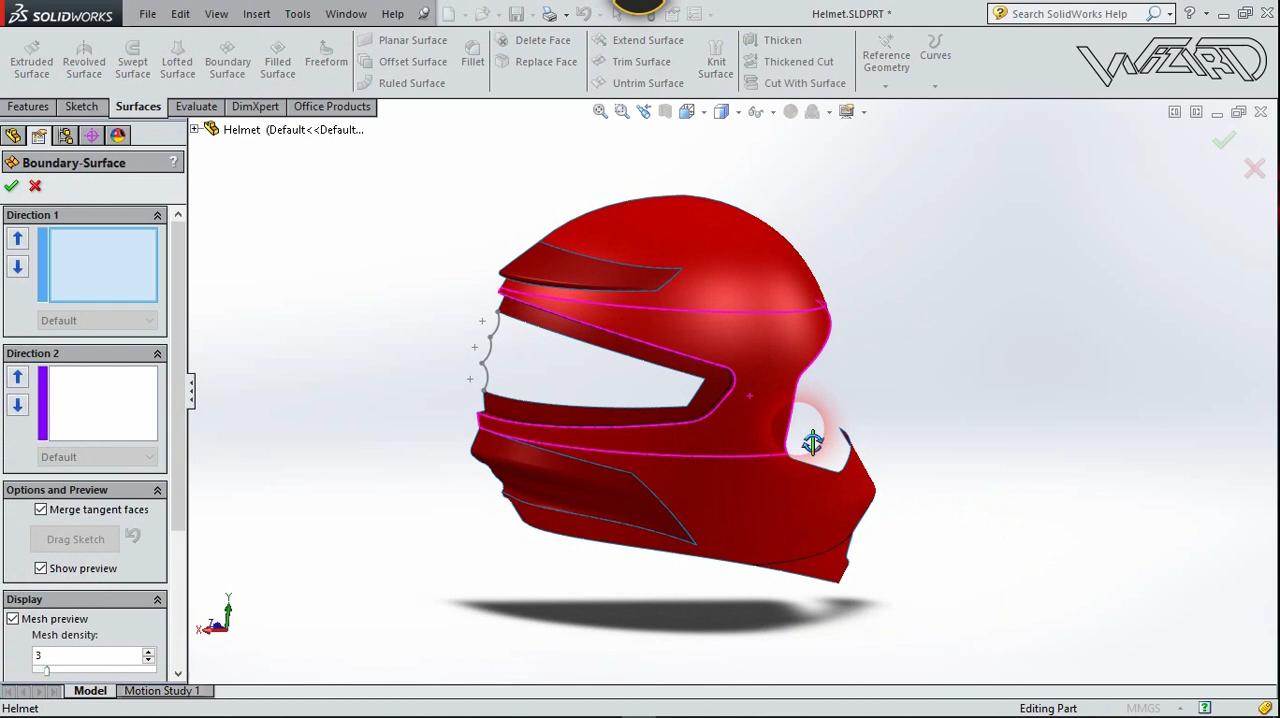 SOLIDWORKS File Edit View Insert Tools Window Help Helmet.SLDPRT * Search SolidWorks Help
Extruded Surface Revolved Surface Swept Surface Lofted Surface Boundary Surface Filled Surface Freeform Planar Surface Offset Surface Ruled Surface Fillet Delete Face Replace Face Extend Surface Trim Surface Untrim Surface Knit Surface Thicken Thickened Cut Cut With Surface Reference Geometry Curves
WIZARD
Features Sketch Surfaces Evaluate DimXpert Office Products
Helmet (Default<<Default...
Boundary-Surface ?
Direction 1
Default
Direction 2
Default
Options and Preview
Merge tangent faces
Drag Sketch
Show preview
Display
Mesh preview
Mesh density:
3
Y
X Z
Model Motion Study 1
Helmet Editing Part MMGS